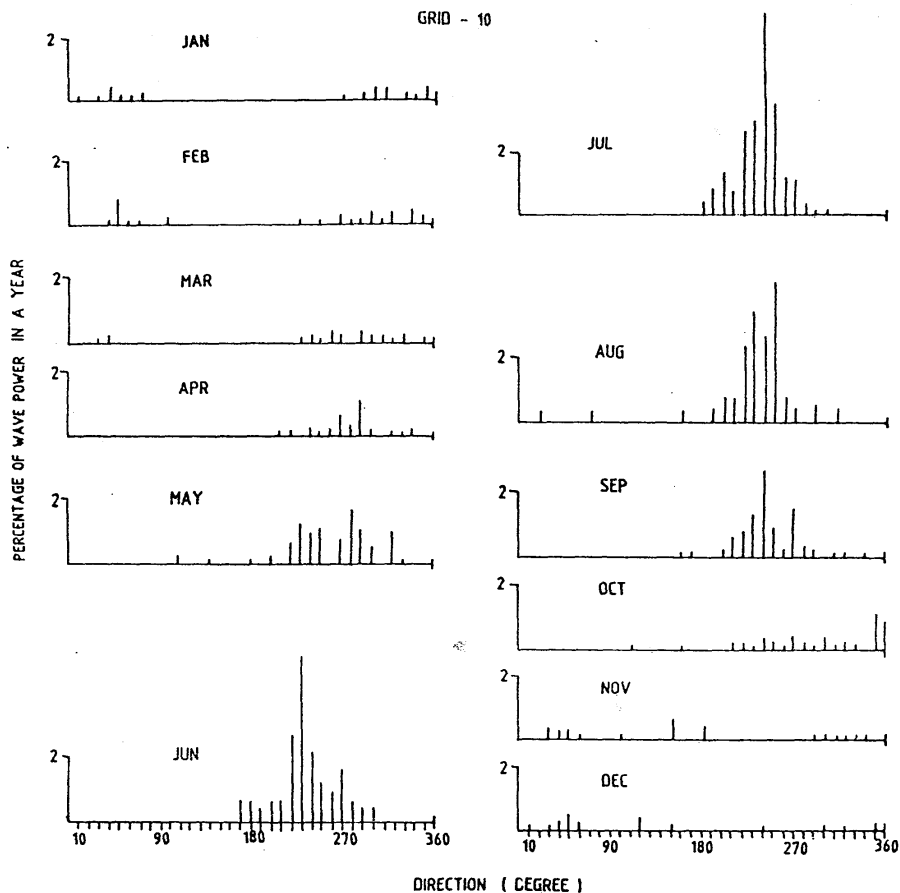 GRID - 10
PERCENTAGE OF WAVE POWER IN A YEAR
2
JAN
2
FEB
2
MAR
2
APR
2
MAY
2
JUN
10 90 180 270 360
2
JUL
2
AUG
2
SEP
2
OCT
2
NOV
2
DEC
10 90 180 270 360
DIRECTION ( DEGREE )